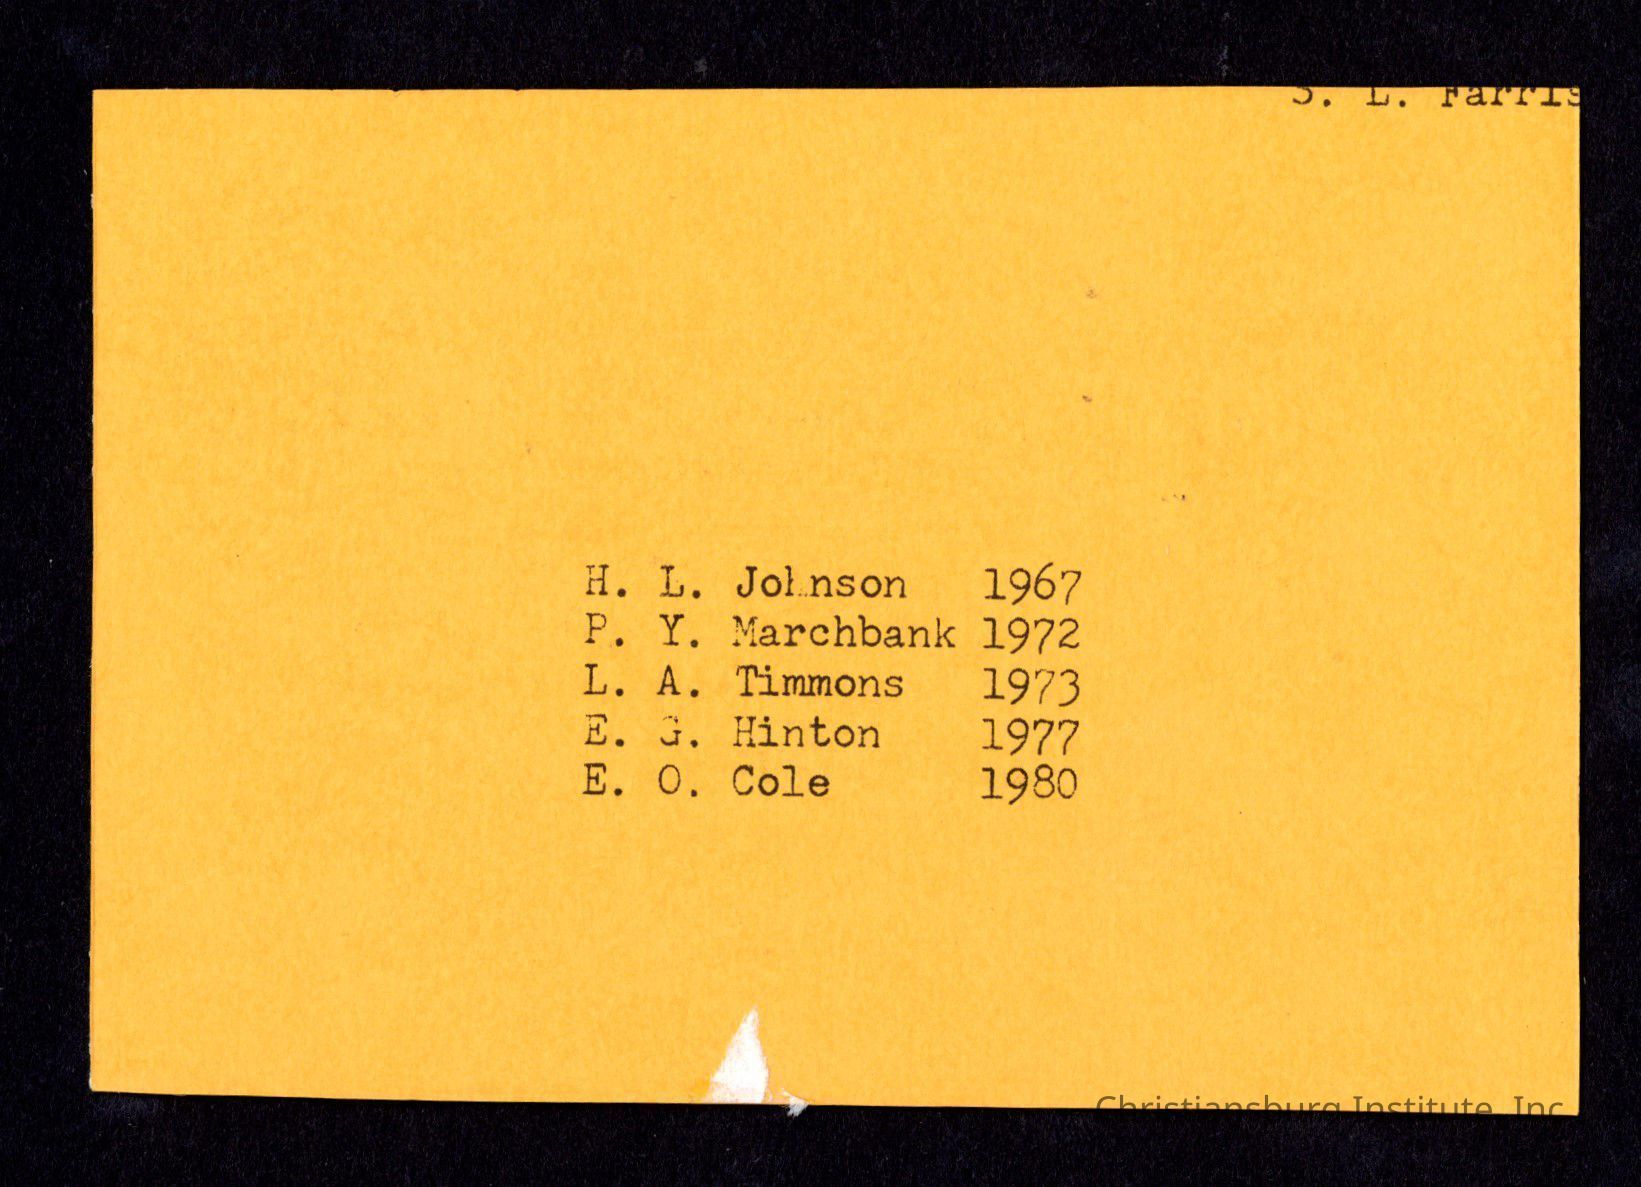 L. Farris
H. L. Johnson 1967
P. Y. Marchbank 1972
L. A. Timmons 1973
E. G. Hinton 1977
E. O. Cole 1980
Christiansburg Institute, Inc.